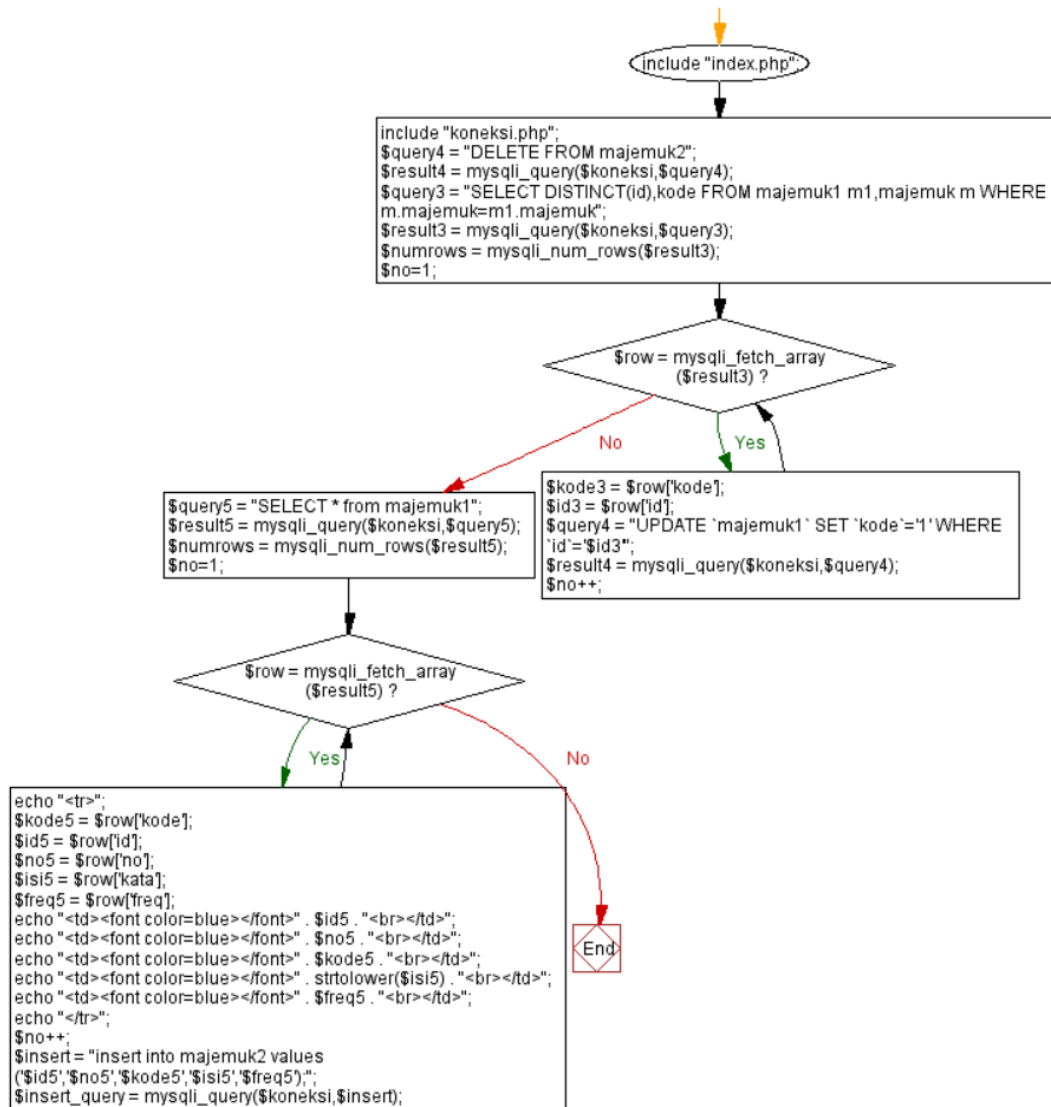 include "index.php";
include "koneksi.php";
$query4 = "DELETE FROM majemuk2";
$result4 = mysqli_query($koneksi,$query4);
$query3 = "SELECT DISTINCT(id),kode FROM majemuk1 m1,majemuk m WHERE
m.majemuk=m1.majemuk";
$result3 = mysqli_query($koneksi,$query3);
$numrows = mysqli_num_rows($result3);
$no=1;
$row = mysqli_fetch_array
($result3) ?
No
Yes
$kode3 = $row['kode'];
$id3 = $row['id'];
$query4 = "UPDATE `majemuk1` SET `kode`='1' WHERE
`id`='$id3'";
$result4 = mysqli_query($koneksi,$query4);
$no++;
$query5 = "SELECT * from majemuk1";
$result5 = mysqli_query($koneksi,$query5);
$numrows = mysqli_num_rows($result5);
$no=1;
$row = mysqli_fetch_array
($result5) ?
Yes
No
echo "<tr>";
$kode5 = $row['kode'];
$id5 = $row['id'];
$no5 = $row['no'];
$isi5 = $row['kata'];
$freq5 = $row['freq'];
echo "<td><font color=blue></font>" . $id5 . "<br></td>";
echo "<td><font color=blue></font>" . $no5 . "<br></td>";
echo "<td><font color=blue></font>" . $kode5 . "<br></td>";
echo "<td><font color=blue></font>" . strtolower($isi5) . "<br></td>";
echo "<td><font color=blue></font>" . $freq5 . "<br></td>";
echo "</tr>";
$no++;
$insert = "insert into majemuk2 values
('$id5','$no5','$kode5','$isi5','$freq5');";
$insert_query = mysqli_query($koneksi,$insert);
End